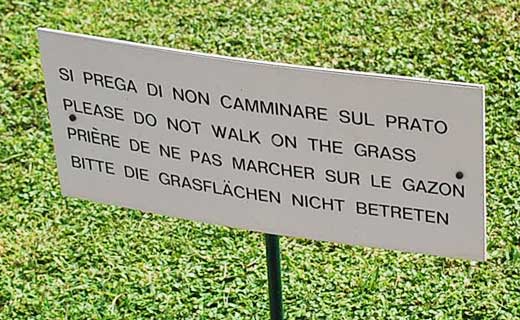 SI PREGA DI NON CAMMINARE SUL PRATO
PLEASE DO NOT WALK ON THE GRASS
PRIÈRE DE NE PAS MARCHER SUR LE GAZON
BITTE DIE GRASFLÄCHEN NICHT BETRETEN